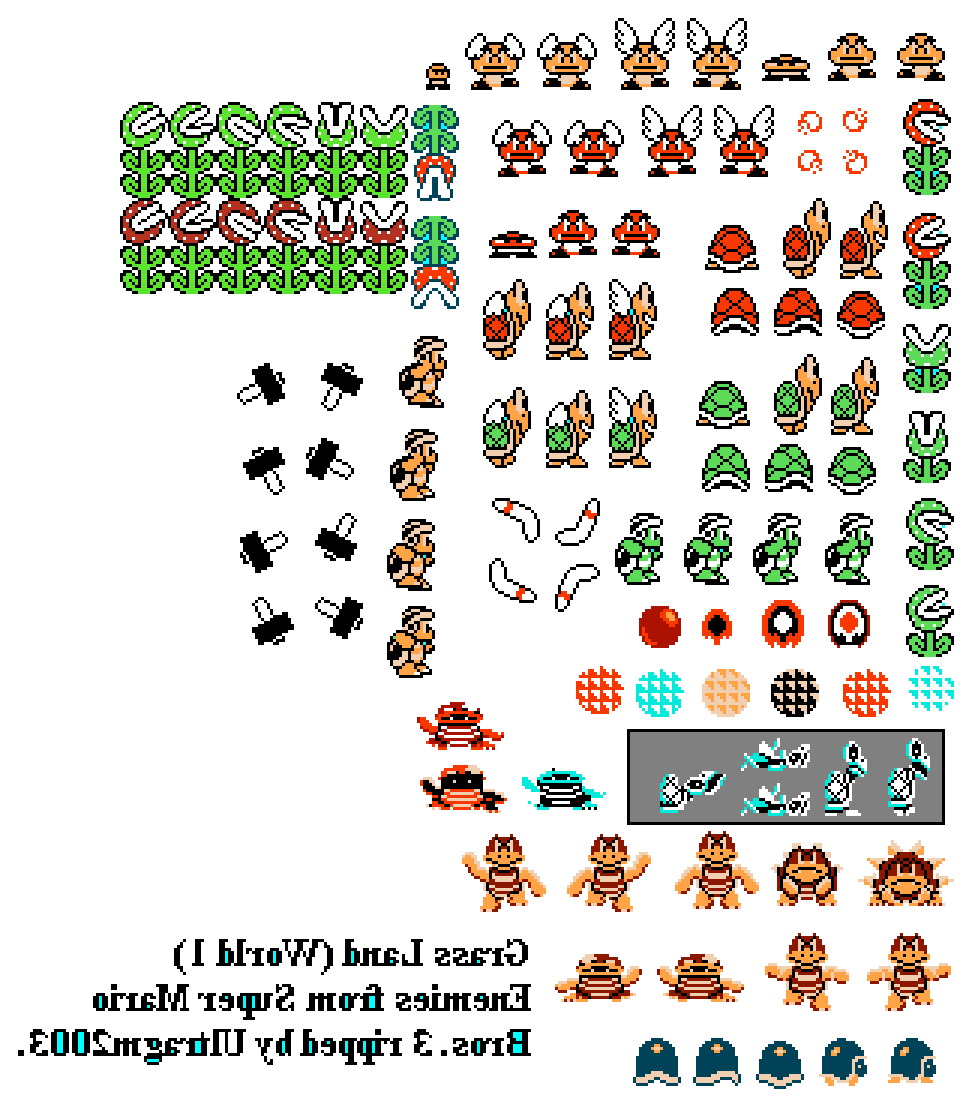 Grass Land (World 1)
Enemies from Super Mario
Bros. 3 ripped by Ultragm2003.